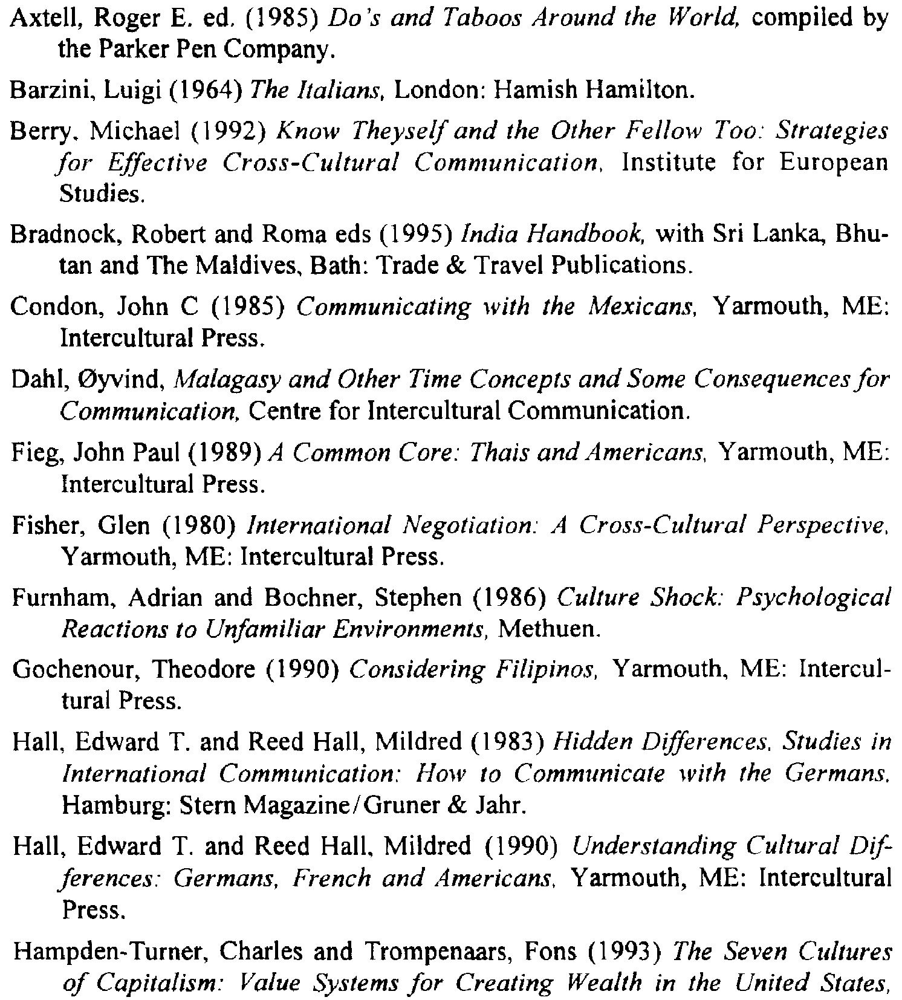 Axtell, Roger E. ed. (1985) Do's and Taboos Around the World, compiled by
the Parker Pen Company.
Barzini, Luigi (1964) The Italians, London: Hamish Hamilton.
Berry, Michael (1992) Know Theyself and the Other Fellow Too: Strategies
for Effective Cross-Cultural Communication, Institute for European
Studies.
Bradnock, Robert and Roma eds (1995) India Handbook, with Sri Lanka, Bhu-
tan and The Maldives, Bath: Trade & Travel Publications.
Condon, John C (1985) Communicating with the Mexicans, Yarmouth, ME:
Intercultural Press.
Dahl, Øyvind, Malagasy and Other Time Concepts and Some Consequences for
Communication, Centre for Intercultural Communication.
Fieg, John Paul (1989) A Common Core: Thais and Americans, Yarmouth, ME:
Intercultural Press.
Fisher, Glen (1980) International Negotiation: A Cross-Cultural Perspective,
Yarmouth, ME: Intercultural Press.
Furnham, Adrian and Bochner, Stephen (1986) Culture Shock: Psychological
Reactions to Unfamiliar Environments, Methuen.
Gochenour, Theodore (1990) Considering Filipinos, Yarmouth, ME: Intercul-
tural Press.
Hall, Edward T. and Reed Hall, Mildred (1983) Hidden Differences, Studies in
International Communication: How to Communicate with the Germans,
Hamburg: Stern Magazine/Gruner & Jahr.
Hall, Edward T. and Reed Hall, Mildred (1990) Understanding Cultural Dif-
ferences: Germans, French and Americans, Yarmouth, ME: Intercultural
Press.
Hampden-Turner, Charles and Trompenaars, Fons (1993) The Seven Cultures
of Capitalism: Value Systems for Creating Wealth in the United States,